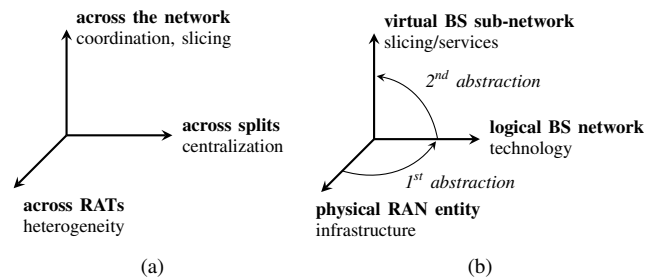 across the network
coordination, slicing
across splits
centralization
across RATs
heterogeneity
(a)
virtual BS sub-network
slicing/services
2nd abstraction
logical BS network
technology
1st abstraction
physical RAN entity
infrastructure
(b)